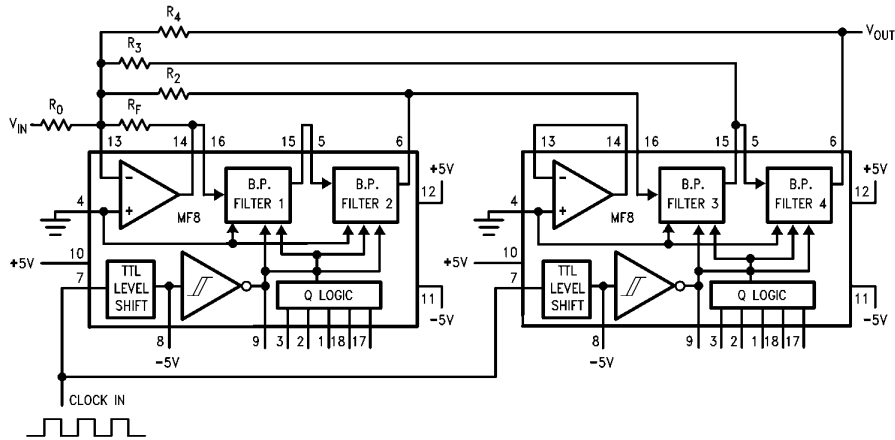 R4
VOUT
R3
R2
R0
RF
VIN
13 14 16 15 5 6
13 14 16 15 5 6
+5V
+5V
4
−
+
MF8
B.P.
FILTER 1
B.P.
FILTER 2
12
4
−
+
MF8
B.P.
FILTER 3
B.P.
FILTER 4
12
+5V
10
7
TTL
LEVEL
SHIFT
Q LOGIC
11
-5V
+5V
10
7
TTL
LEVEL
SHIFT
Q LOGIC
11
-5V
8
-5V
9 3 2 1 18 17
8
-5V
9 3 2 1 18 17
CLOCK IN